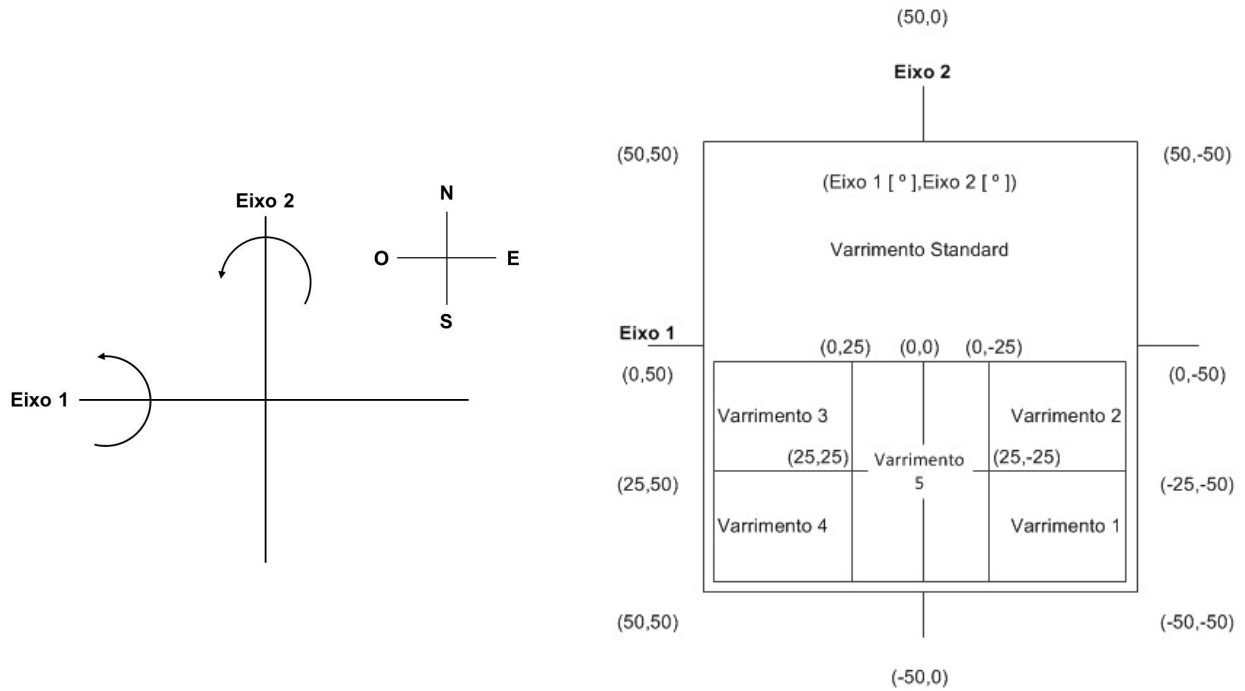 Eixo 2
N
O
E
S
Eixo 1
(50,0)
Eixo 2
(50,50)
(50,-50)
(Eixo 1 [ º ],Eixo 2 [ º ])
Varrimento Standard
Eixo 1
(0,50)
(0,25)
(0,0)
(0,-25)
(0,-50)
Varrimento 3
Varrimento 2
(25,25)
Varrimento
5
(25,-25)
(25,50)
(-25,-50)
Varrimento 4
Varrimento 1
(50,50)
(-50,-50)
(-50,0)